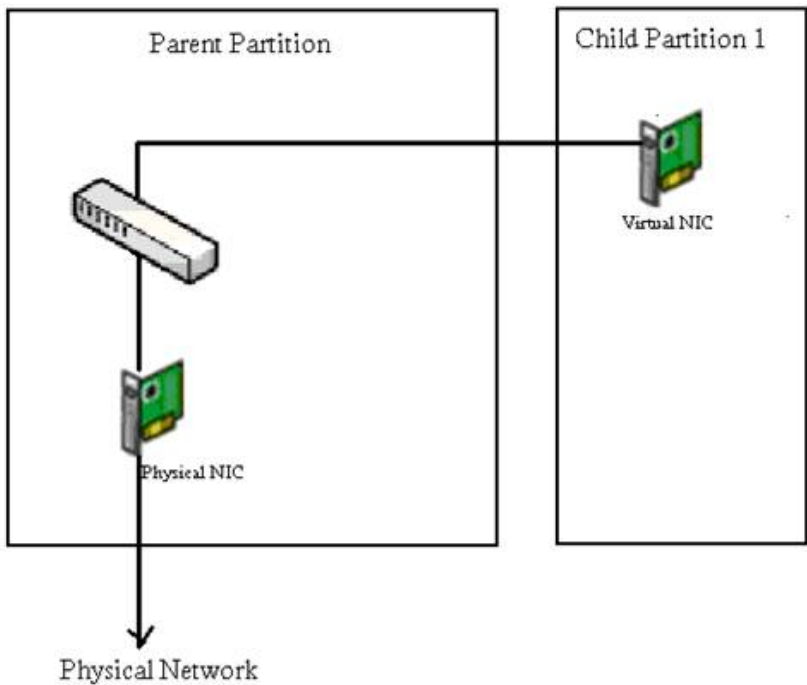 Parent Partition
Child Partition 1
Virtual NIC
Physical NIC
Physical Network